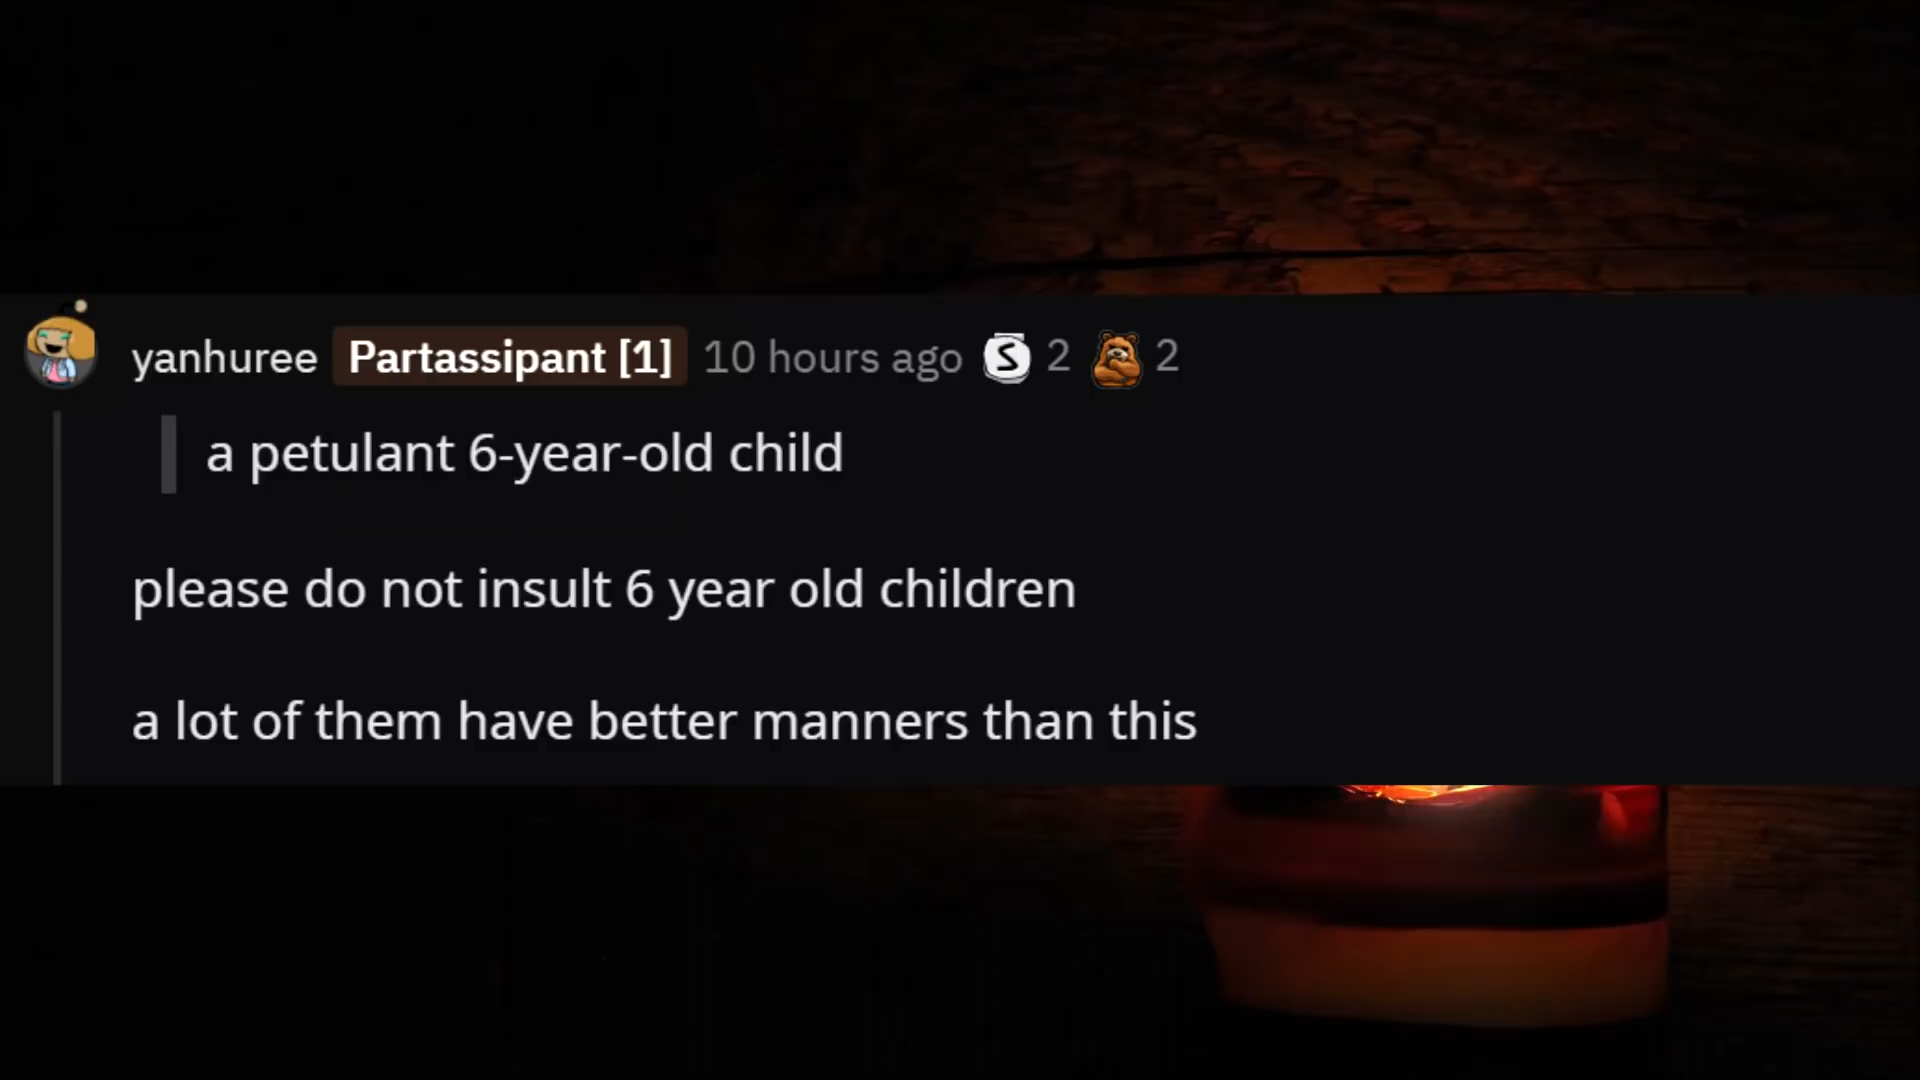 yanhuree Partassipant [1] 10 hours ago S 2 2
a petulant 6-year-old child
please do not insult 6 year old children
a lot of them have better manners than this